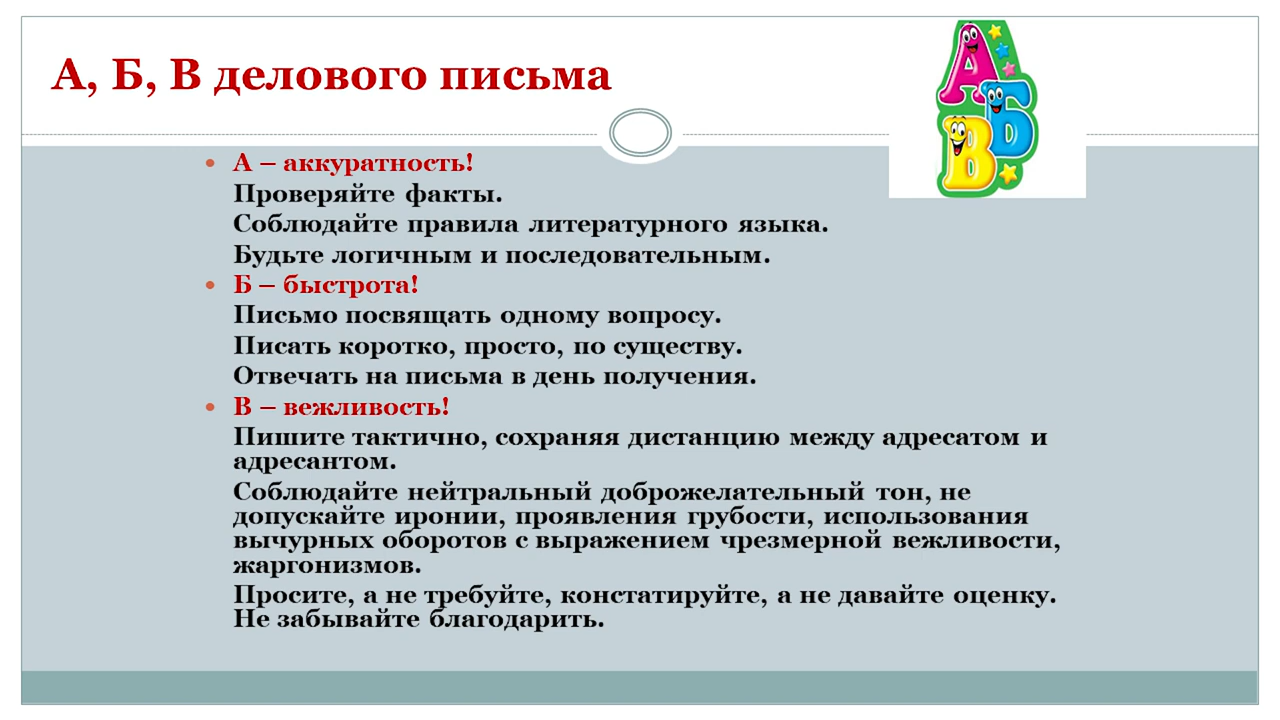 А, Б, В делового письма
А
Б
В
• А – аккуратность!
Проверяйте факты.
Соблюдайте правила литературного языка.
Будьте логичным и последовательным.
• Б – быстрота!
Письмо посвящать одному вопросу.
Писать коротко, просто, по существу.
Отвечать на письма в день получения.
• В – вежливость!
Пишите тактично, сохраняя дистанцию между адресатом и
адресантом.
Соблюдайте нейтральный доброжелательный тон, не
допускайте иронии, проявления грубости, использования
вычурных оборотов с выражением чрезмерной вежливости,
жаргонизмов.
Просите, а не требуйте, констатируйте, а не давайте оценку.
Не забывайте благодарить.